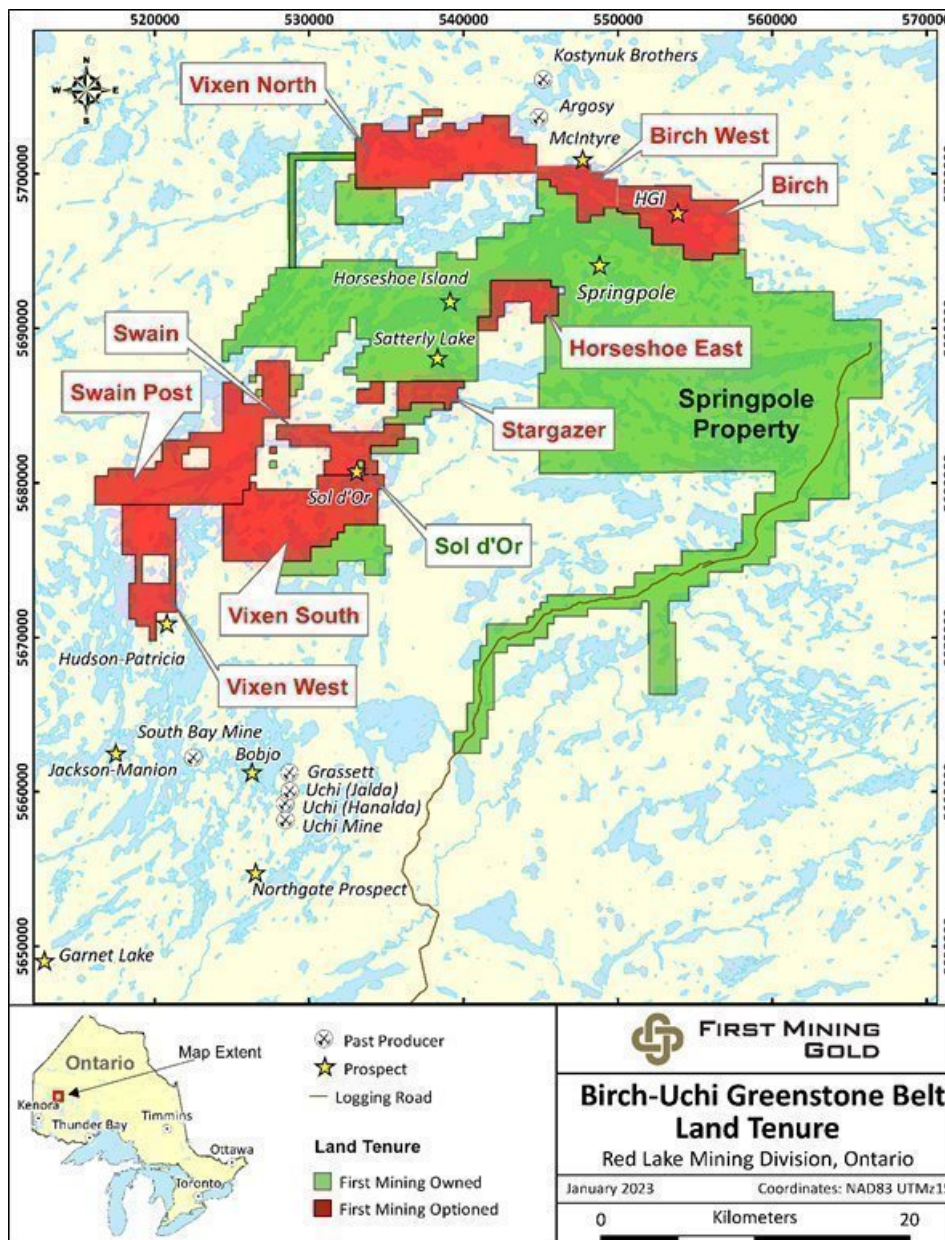 520000 530000 540000 550000 560000 570000
N
W E
S
Kostynuk Brothers
Vixen North
Argosy
McIntyre
Birch West
5700000
HGI
Birch
Horseshoe Island
Springpole
5690000
Swain
Satterly Lake
Horseshoe East
Swain Post
Stargazer
Springpole
Property
5680000
Sol d'Or
Sol d'Or
Vixen South
5670000
Hudson-Patricia
Vixen West
South Bay Mine
Bobjo
Jackson-Manion
Grassett
5660000
Uchi (Jalda)
Uchi (Hanalda)
Uchi Mine
Northgate Prospect
5650000
Garnet Lake
Ontario
Map Extent
Kenora
Thunder Bay
Timmins
Ottawa
Toronto
Past Producer
Prospect
Logging Road
Land Tenure
First Mining Owned
First Mining Optioned
FIRST MINING
GOLD
Birch-Uchi Greenstone Belt
Land Tenure
Red Lake Mining Division, Ontario
January 2023 Coordinates: NAD83
0 Kilometers 20